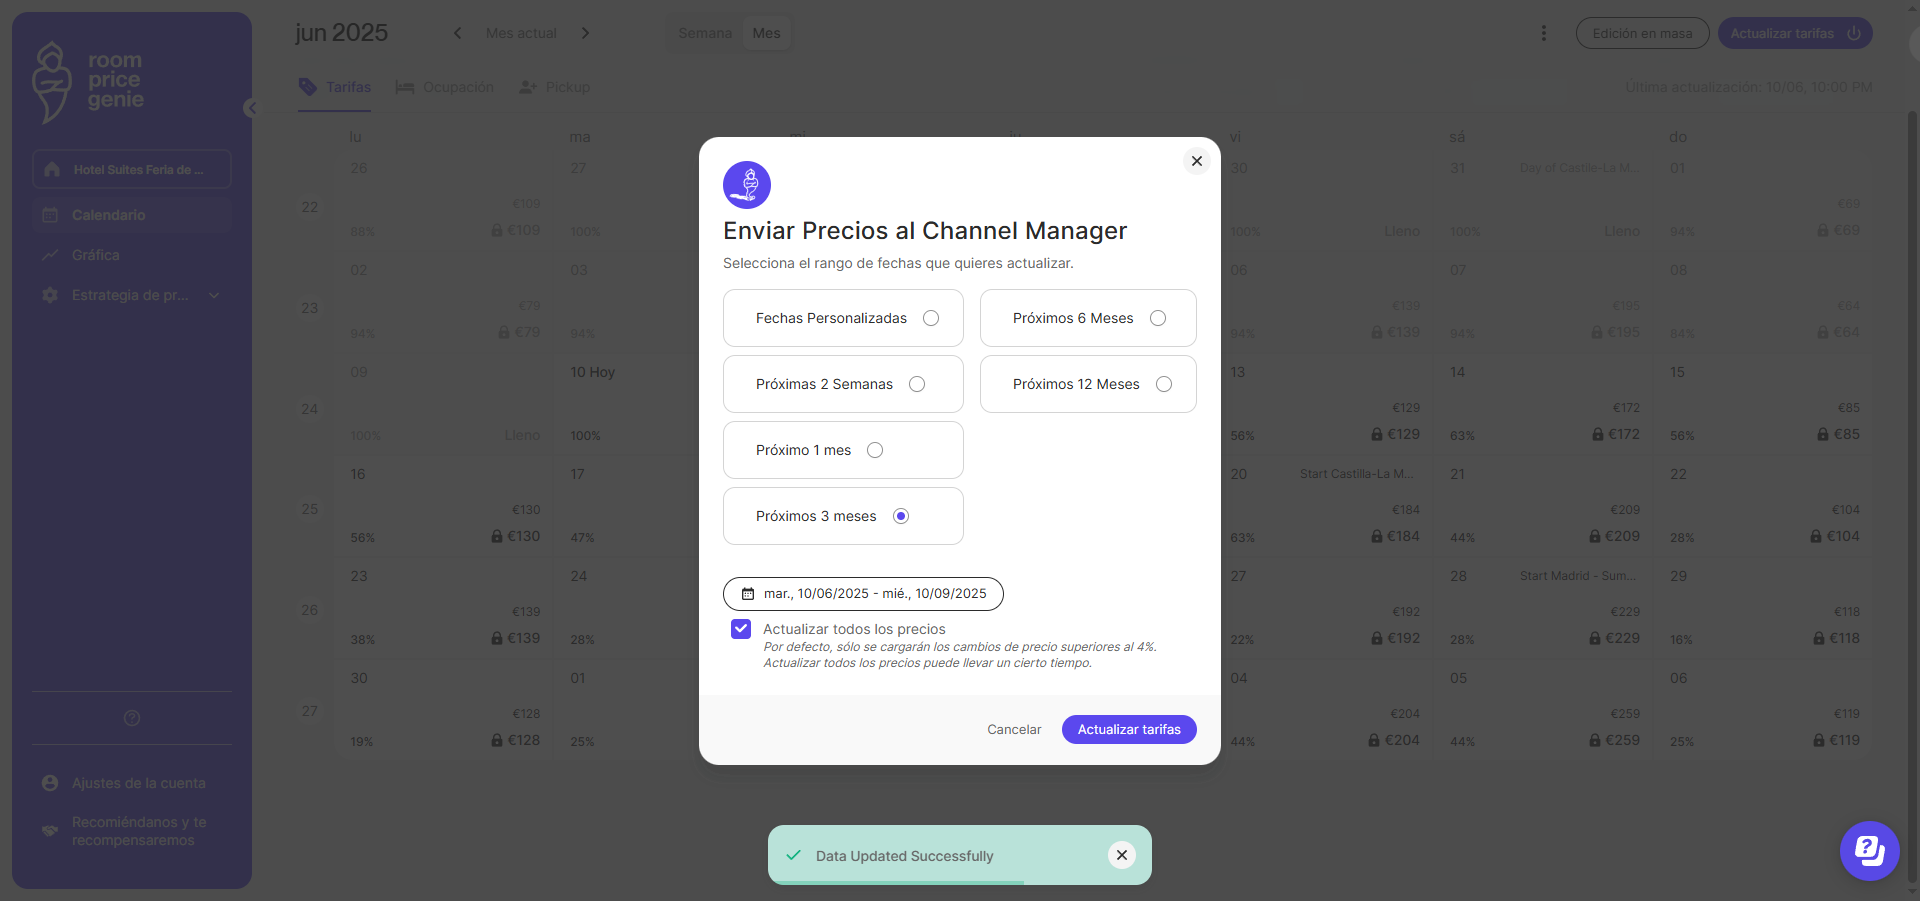 room
price
genie
Hotel Suites Feria de ...
Calendario
Gráfica
Estrategia de pr...
Ajustes de la cuenta
Recomiéndanos y te
recompensaremos
jun 2025
Mes actual
Semana
Mes
Edición en masa
Actualizar tarifas
Tarifas
Ocupación
Pickup
Última actualización: 10/06, 10:00 PM
lu
ma
vi
sá
do
22
26
€109
88%
€109
27
100%
30
100%
Lleno
31
Day of Castile-La M...
100%
Lleno
01
€69
94%
€69
23
02
€79
94%
€79
03
94%
06
€139
94%
€139
07
€195
94%
€195
08
€64
84%
€64
24
09
100%
Lleno
10 Hoy
100%
13
€129
56%
€129
14
€172
63%
€172
15
€85
56%
€85
25
16
€130
56%
€130
17
47%
20
Start Castilla-La M...
€184
63%
€184
21
€209
44%
€209
22
€104
28%
€104
26
23
€139
38%
€139
24
28%
27
€192
22%
€192
28
Start Madrid - Sum...
€229
28%
€229
29
€118
16%
€118
27
30
€128
19%
€128
01
25%
04
€204
44%
€204
05
€259
44%
€259
06
€119
25%
€119
Enviar Precios al Channel Manager
Selecciona el rango de fechas que quieres actualizar.
Fechas Personalizadas
Próximos 6 Meses
Próximas 2 Semanas
Próximos 12 Meses
Próximo 1 mes
Próximos 3 meses
mar., 10/06/2025 - mié., 10/09/2025
Actualizar todos los precios
Por defecto, sólo se cargarán los cambios de precio superiores al 4%.
Actualizar todos los precios puede llevar un cierto tiempo.
Cancelar
Actualizar tarifas
Data Updated Successfully